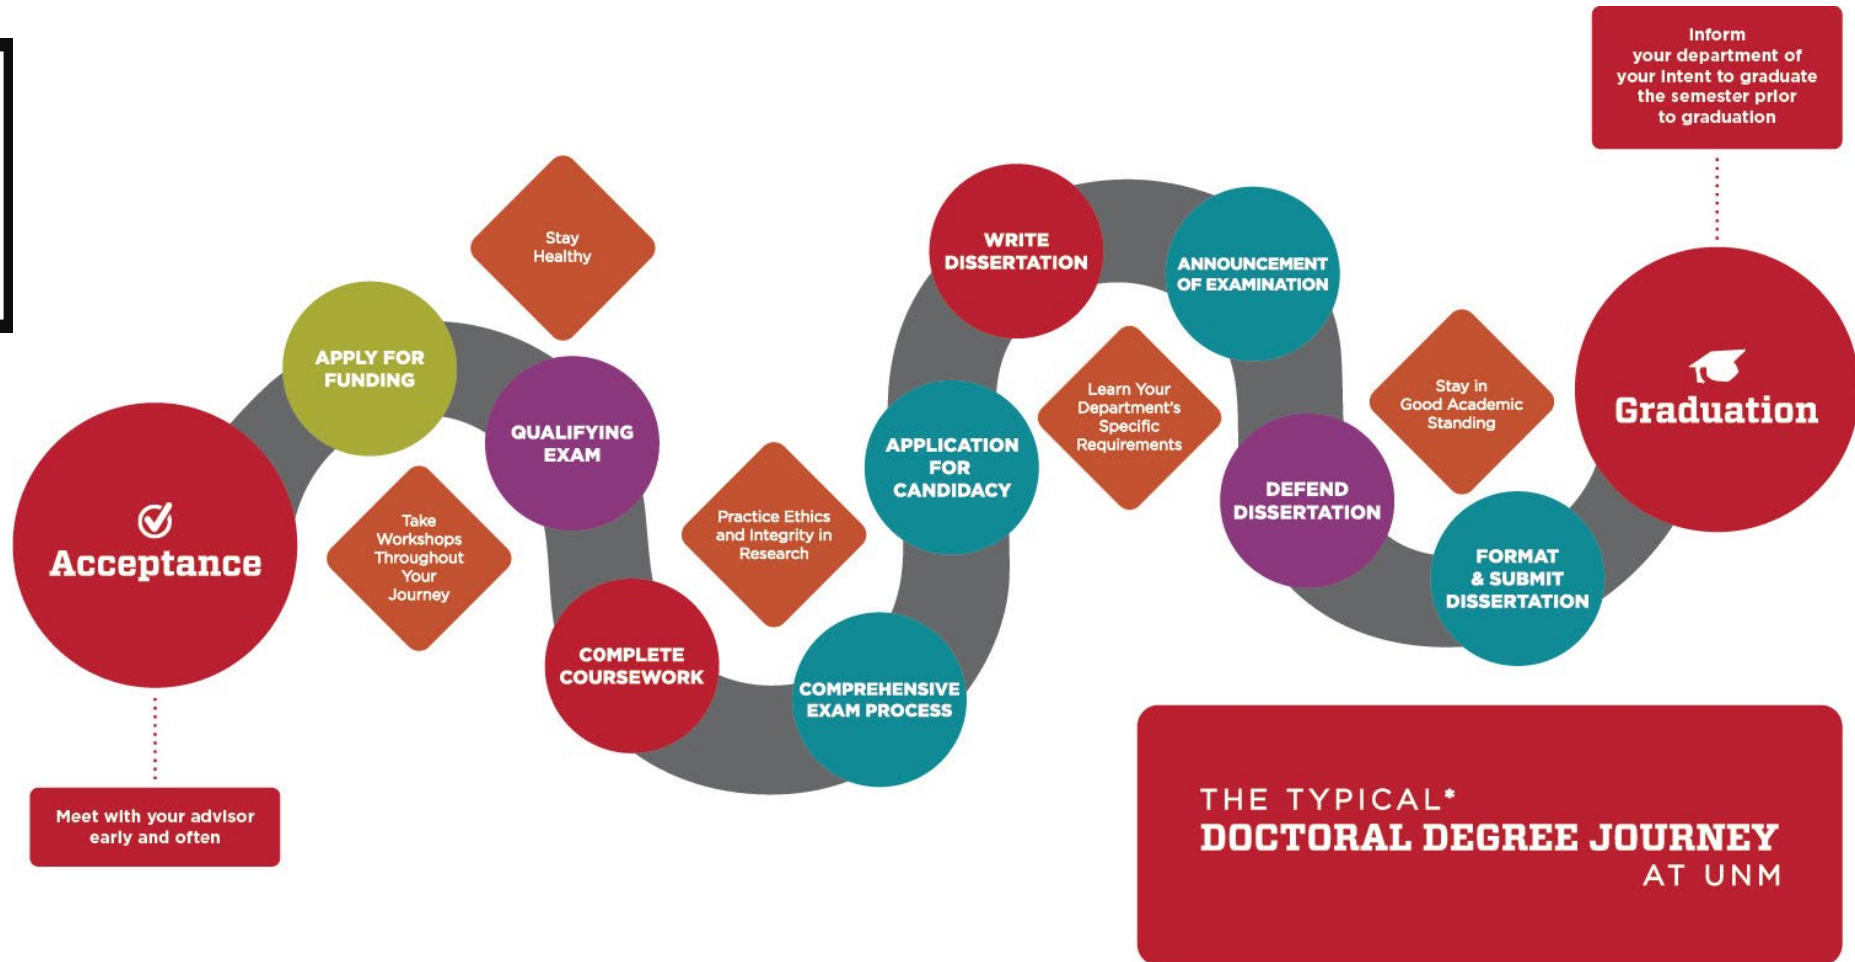 Inform
your department of
your intent to graduate
the semester prior
to graduation
Stay
Healthy
WRITE
DISSERTATION
ANNOUNCEMENT
OF EXAMINATION
APPLY FOR
FUNDING
QUALIFYING
EXAM
Learn Your
Department's
Specific
Requirements
Stay in
Good Academic
Standing
Graduation
APPLICATION
FOR
CANDIDACY
DEFEND
DISSERTATION
Acceptance
Take
Workshops
Throughout
Your
Journey
Practice Ethics
and Integrity in
Research
FORMAT
& SUBMIT
DISSERTATION
COMPLETE
COURSEWORK
COMPREHENSIVE
EXAM PROCESS
Meet with your advisor
early and often
THE TYPICAL*
DOCTORAL DEGREE JOURNEY
AT UNM